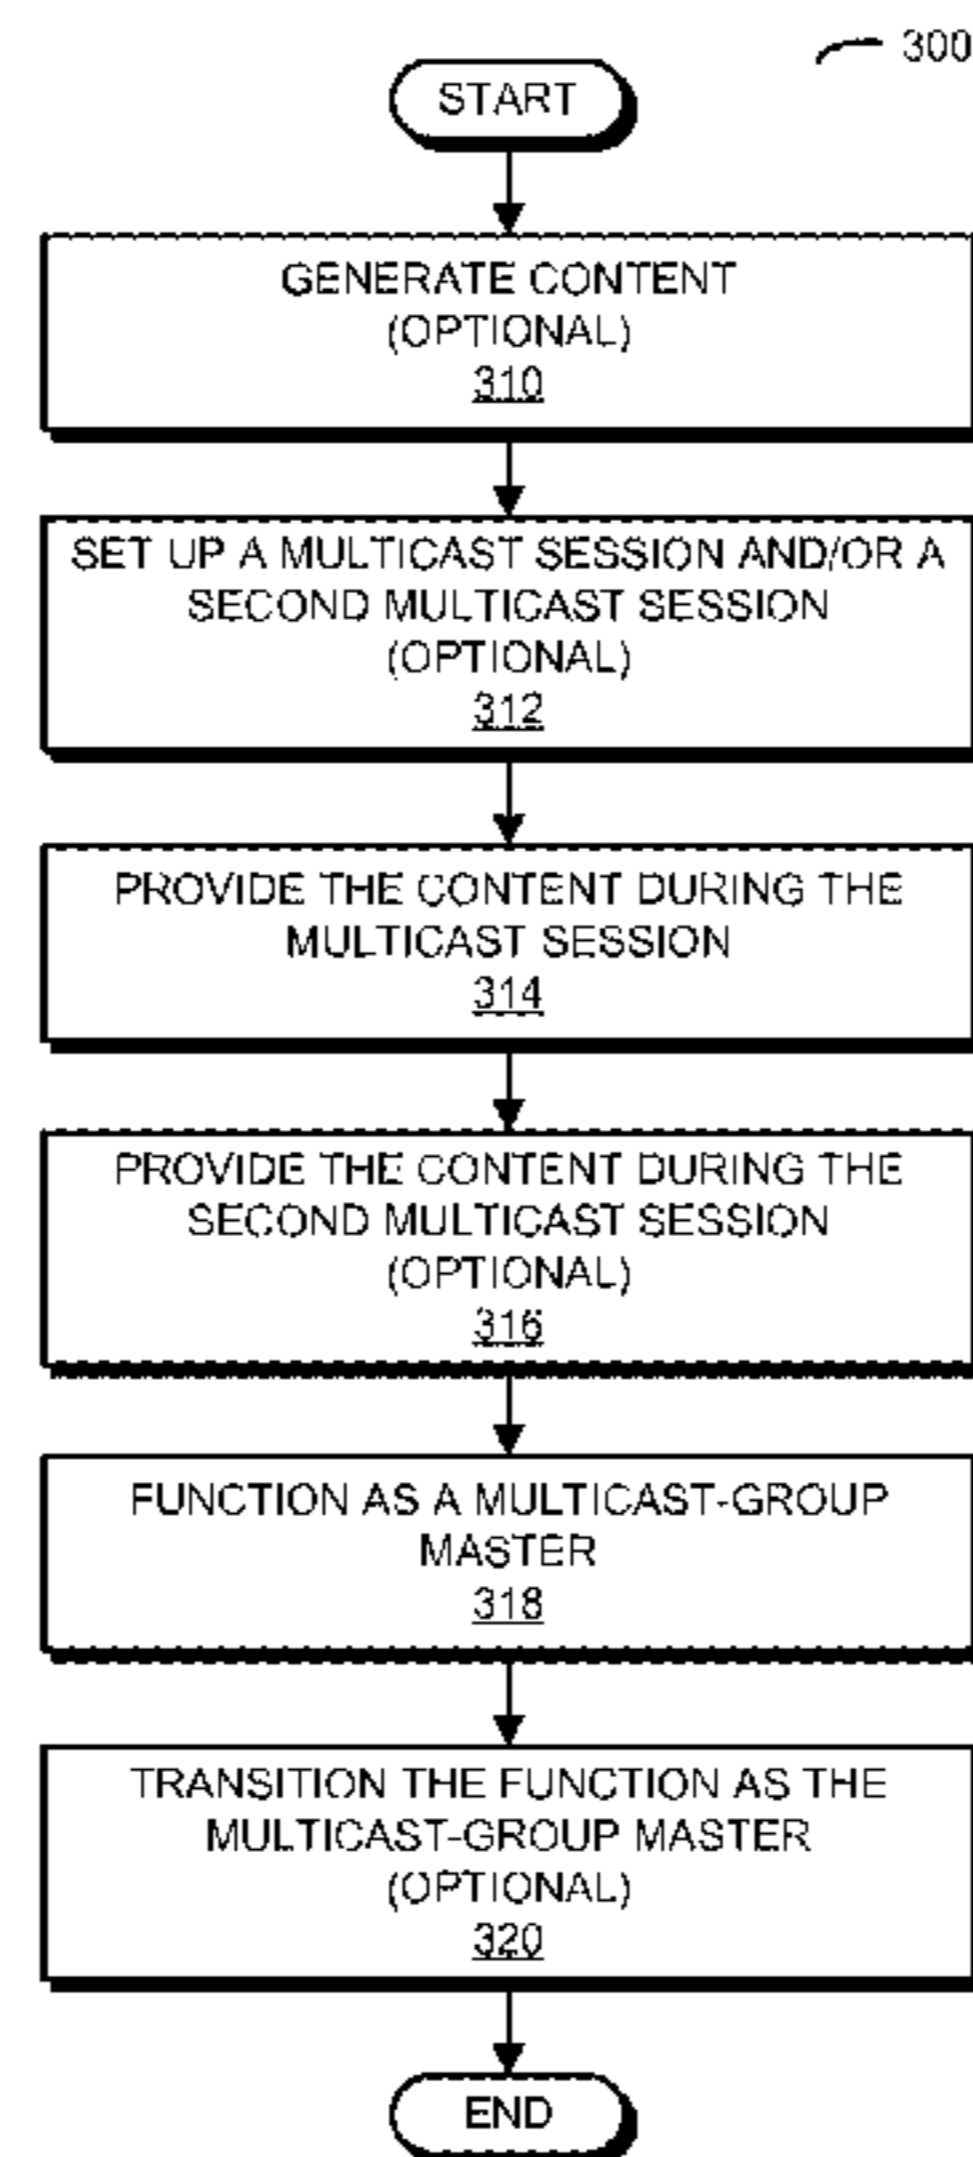 300
START
GENERATE CONTENT
(OPTIONAL)
310
SET UP A MULTICAST SESSION AND/OR A
SECOND MULTICAST SESSION
(OPTIONAL)
312
PROVIDE THE CONTENT DURING THE
MULTICAST SESSION
314
PROVIDE THE CONTENT DURING THE
SECOND MULTICAST SESSION
(OPTIONAL)
316
FUNCTION AS A MULTICAST-GROUP
MASTER
318
TRANSITION THE FUNCTION AS THE
MULTICAST-GROUP MASTER
(OPTIONAL)
320
END